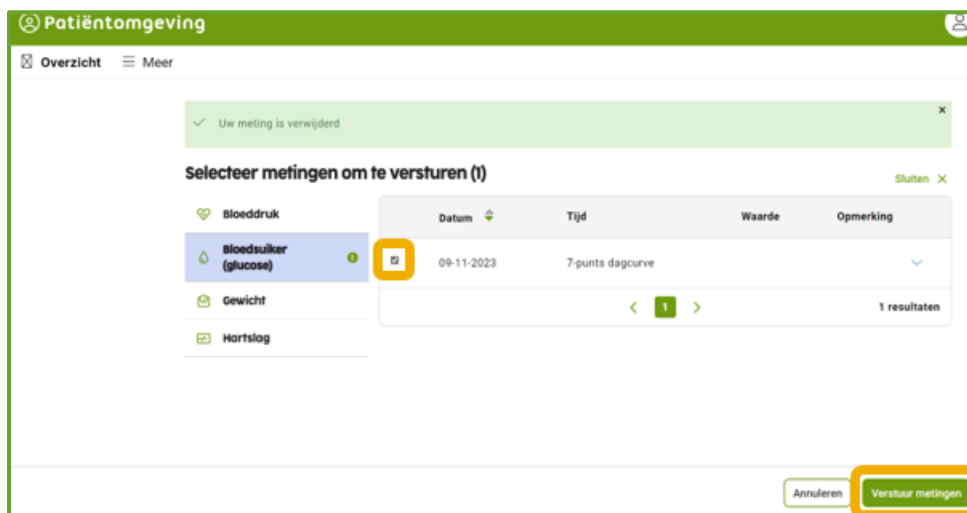 Patiëntomgeving
Overzicht Meer
Uw meting is verwijderd
x
Selecteer metingen om te versturen (1)
Sluiten X
Bloeddruk
Bloedsuiker
(glucose)
1
Gewicht
Hartslag
Datum Tijd Waarde Opmerking
09-11-2023 7-punts dagcurve
< 1 > 1 resultaten
Annuleren Verstuur metingen